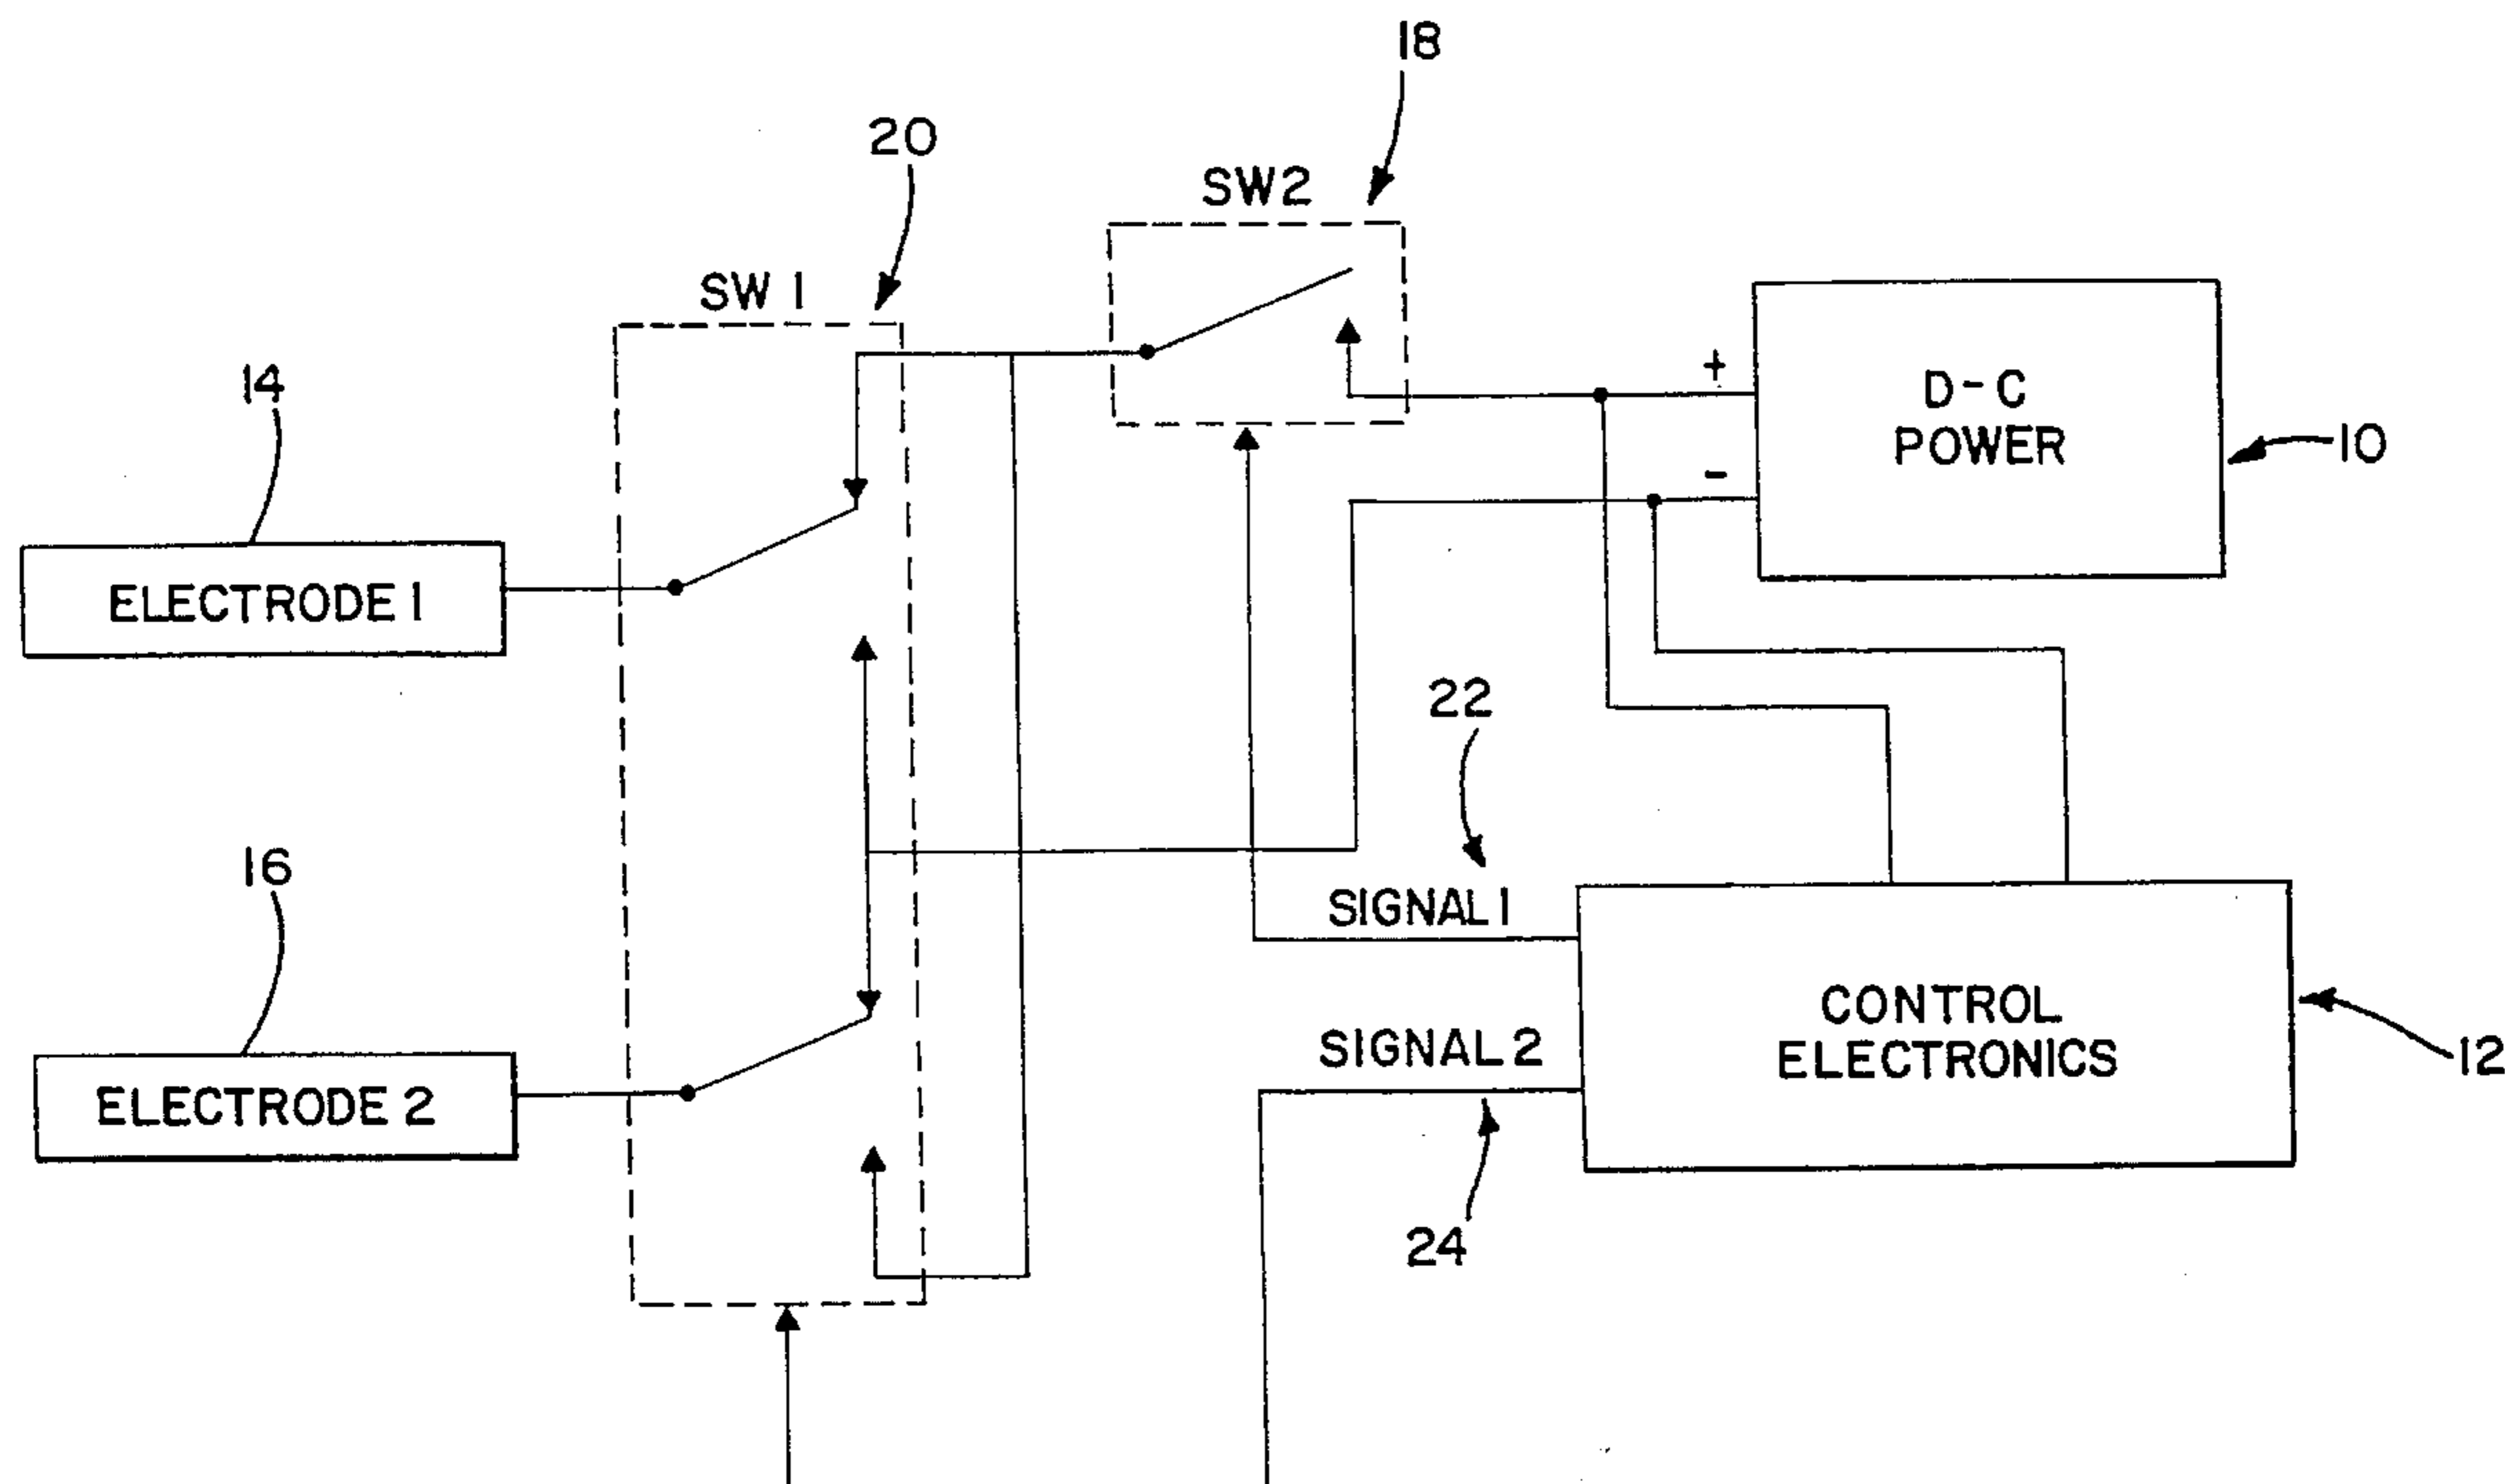 18
20
SW2
SW 1
14
+
D-C
POWER
-
10
ELECTRODE 1
22
16
SIGNAL 1
CONTROL
ELECTRONICS
SIGNAL 2
12
ELECTRODE 2
24